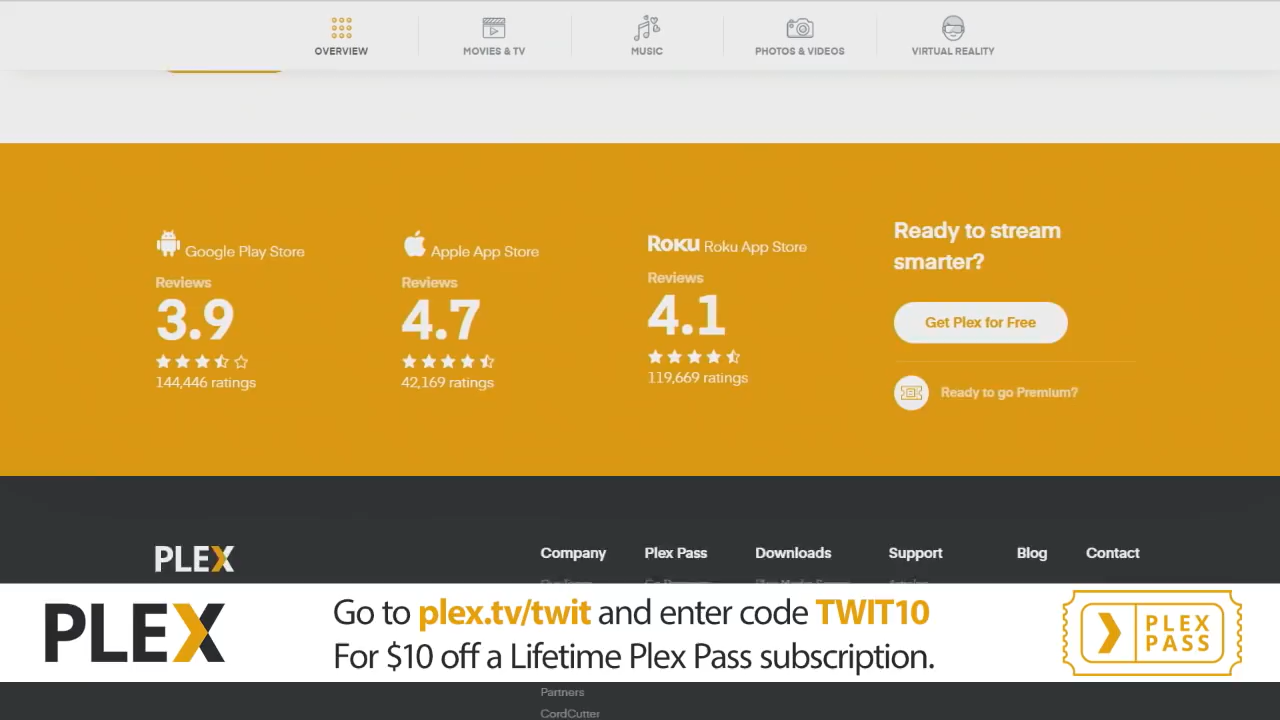 OVERVIEW
MOVIES & TV
MUSIC
PHOTOS & VIDEOS
VIRTUAL REALITY
Google Play Store
Reviews
3.9
144,446 ratings
Apple App Store
Reviews
4.7
42,169 ratings
ROKU Roku App Store
Reviews
4.1
119,669 ratings
Ready to stream
smarter?
Get Plex for Free
Ready to go Premium?
PLEX
Company
Plex Pass
Downloads
Support
Blog
Contact
PLEX
Go to plex.tv/twit and enter code TWIT10
For $10 off a Lifetime Plex Pass subscription.
PLEX
PASS
Partners
CordCutter